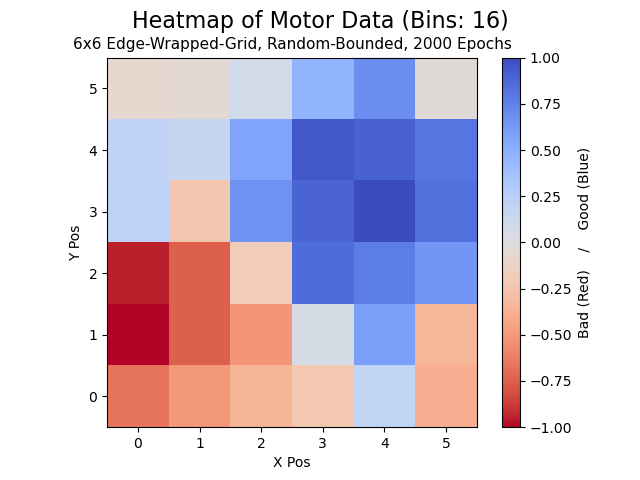 Heatmap of Motor Data (Bins: 16)
6x6 Edge-Wrapped-Grid, Random-Bounded, 2000 Epochs
5
4
3
2
1
0
Y Pos
0 1 2 3 4 5
X Pos
1.00
0.75
0.50
0.25
0.00
−0.25
−0.50
−0.75
−1.00
Bad (Red) / Good (Blue)